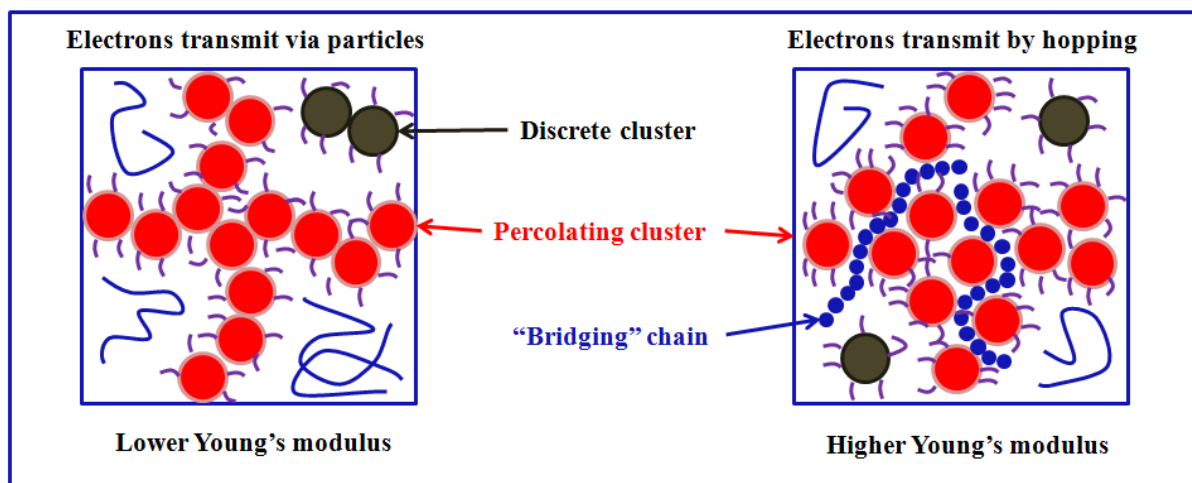 Electrons transmit via particles
Electrons transmit by hopping
Discrete cluster
Percolating cluster
“Bridging” chain
Lower Young’s modulus
Higher Young’s modulus